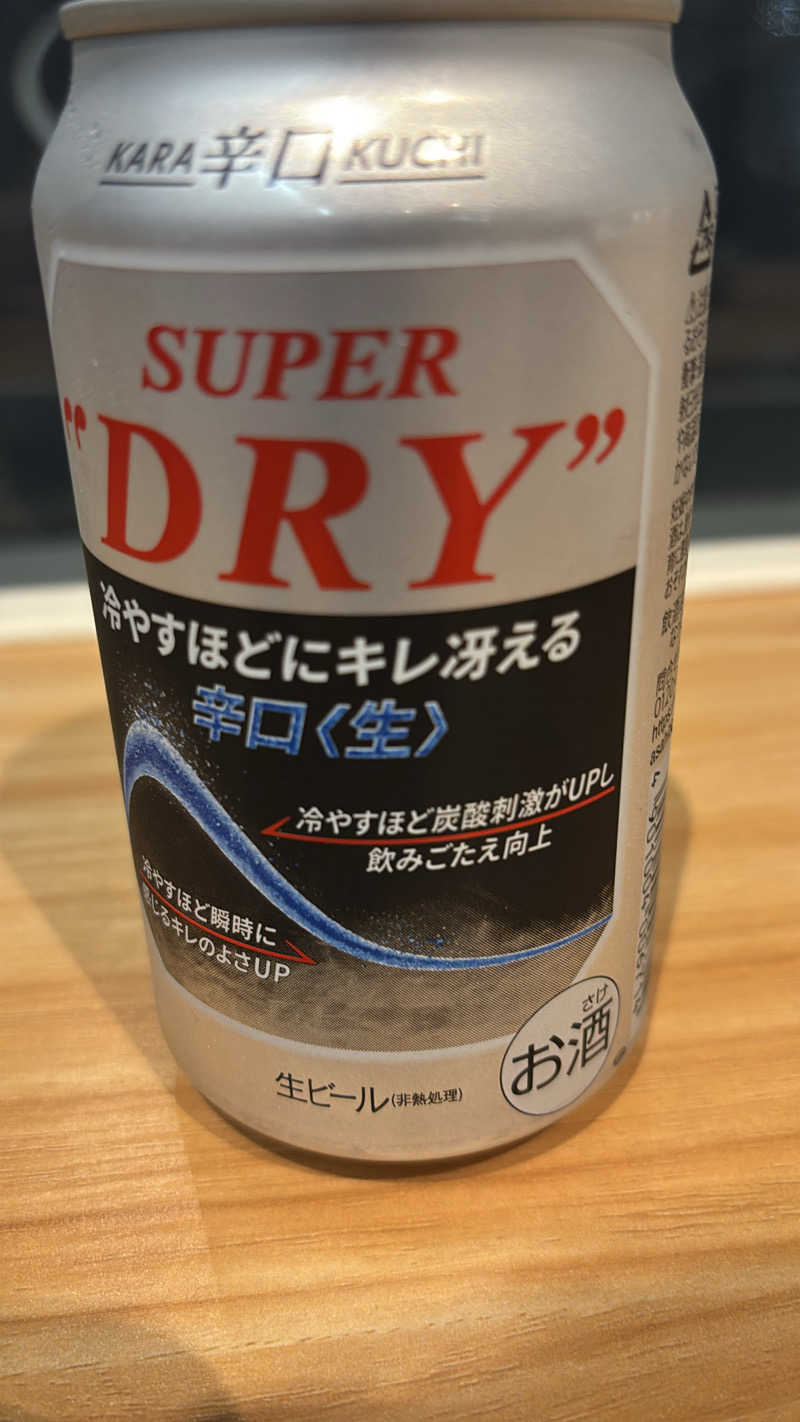 KARA 辛口 KUCHI
SUPER
"DRY"
冷やすほどにキレ冴える
辛口〈生〉
冷やすほど炭酸刺激がUPし
飲みごたえ向上
冷やすほど瞬時に
感じるキレのよさUP
さけ
お酒
生ビール(非熱処理)